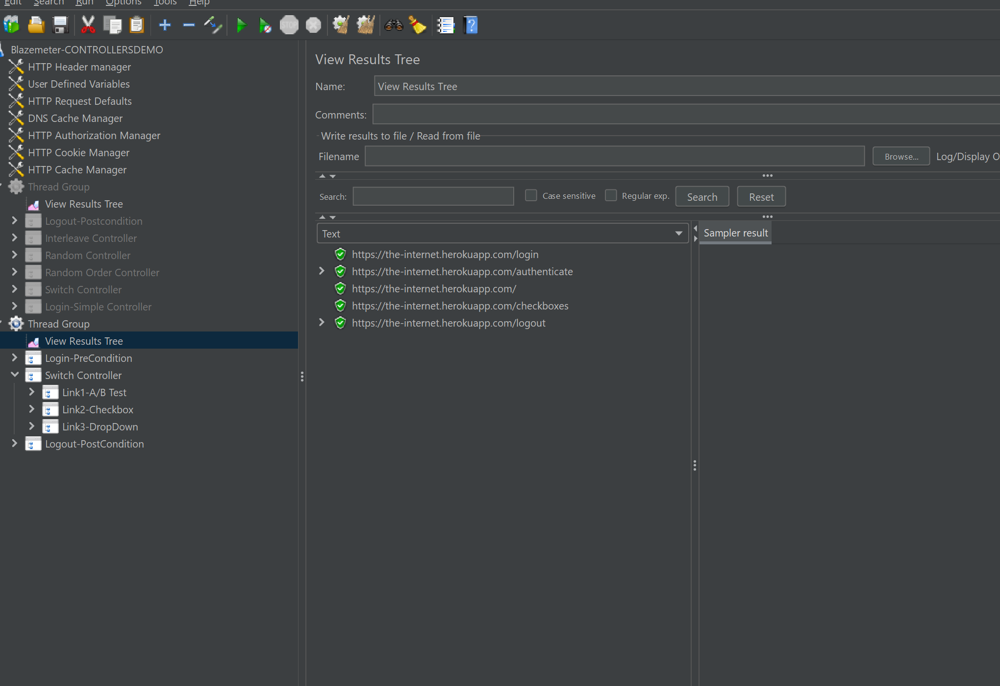 Edit Search Run Options Tools Help
STOP
Blazemeter-CONTROLLERSDEMO
HTTP Header manager
User Defined Variables
HTTP Request Defaults
DNS Cache Manager
HTTP Authorization Manager
HTTP Cookie Manager
HTTP Cache Manager
Thread Group
View Results Tree
Logout-Postcondition
Interleave Controller
Random Controller
Random Order Controller
Switch Controller
Login-Simple Controller
Thread Group
View Results Tree
Login-PreCondition
Switch Controller
Link1-A/B Test
Link2-Checkbox
Link3-DropDown
Logout-PostCondition
View Results Tree
Name: View Results Tree
Comments:
Write results to file / Read from file
Filename Browse... Log/Display O
Search: Case sensitive Regular exp. Search Reset
Text
Sampler result
https://the-internet.herokuapp.com/login
https://the-internet.herokuapp.com/authenticate
https://the-internet.herokuapp.com/
https://the-internet.herokuapp.com/checkboxes
https://the-internet.herokuapp.com/logout